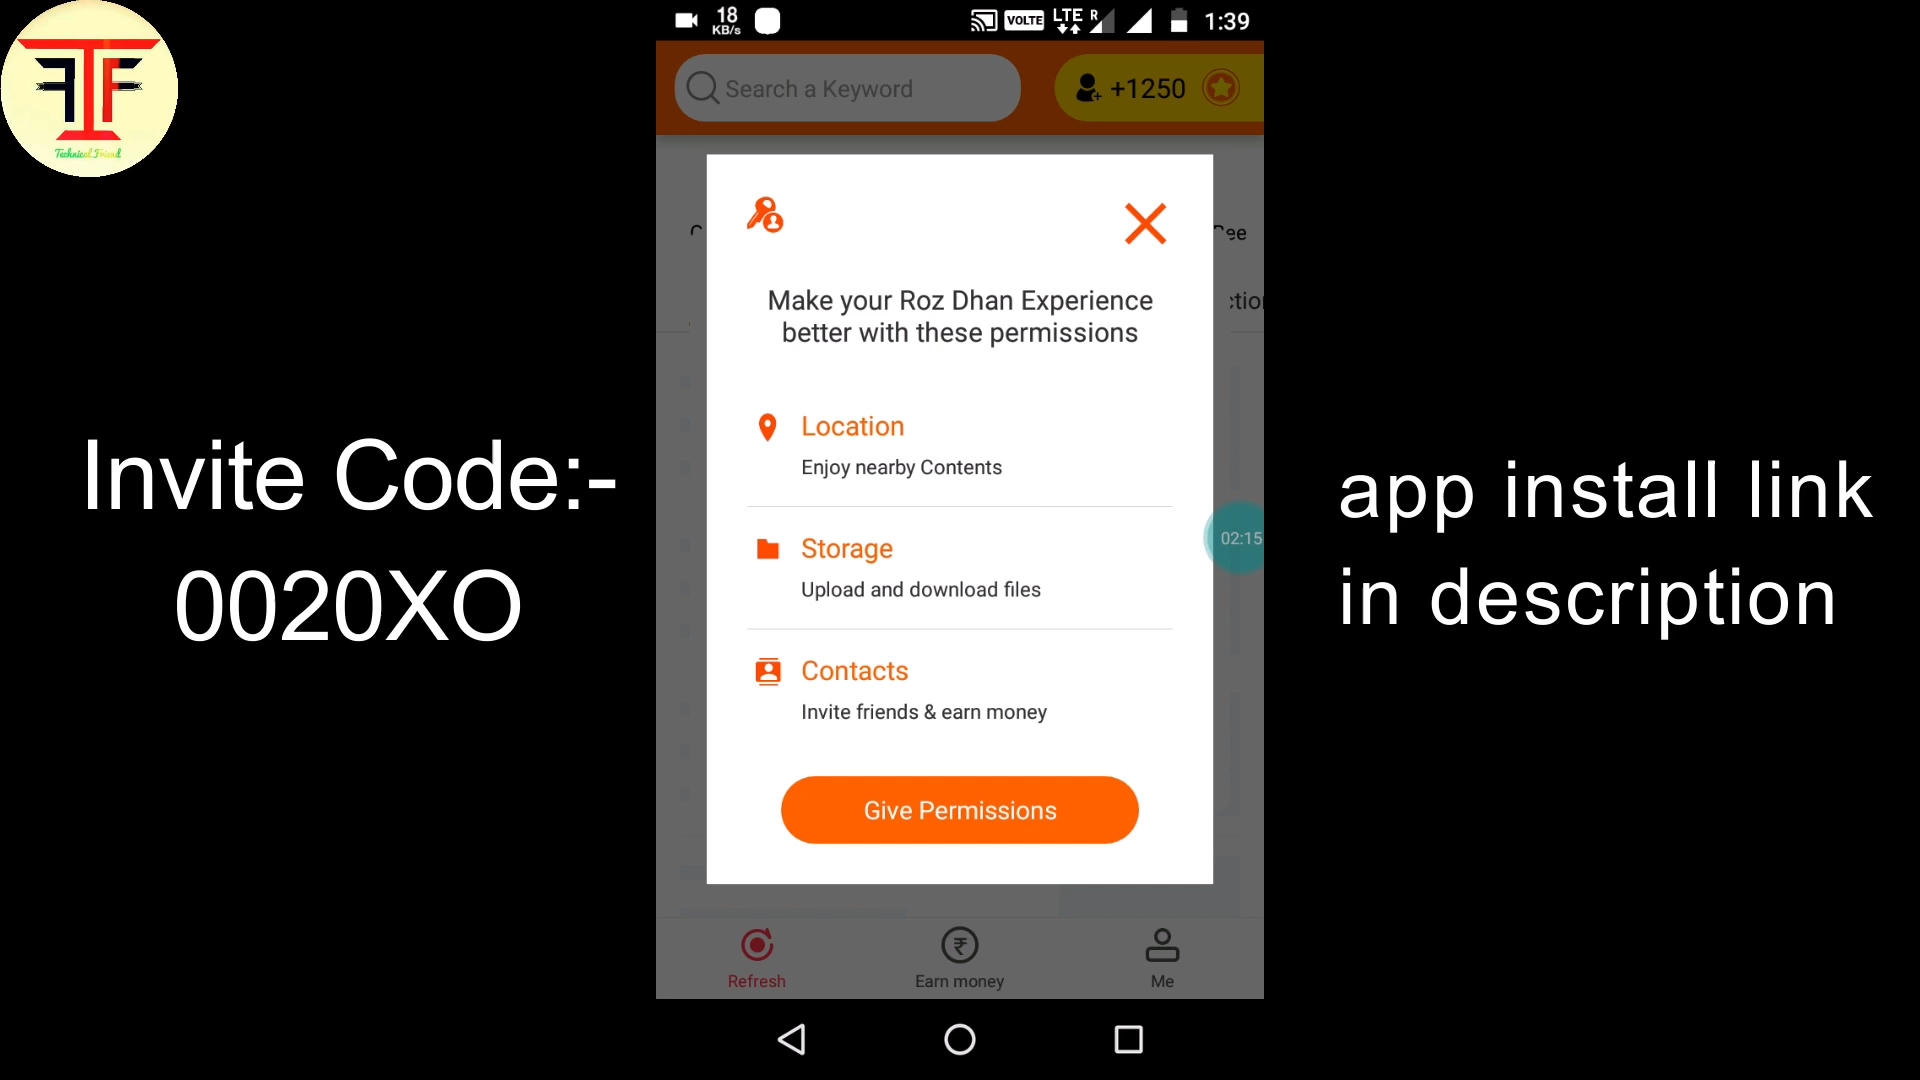 Technical Friend
Invite Code:-
0020XO
18
KB/s
VOLTE
LTE
R
1:39
Search a Keyword
+1250
Make your Roz Dhan Experience
better with these permissions
Location
Enjoy nearby Contents
Storage
Upload and download files
Contacts
Invite friends & earn money
Give Permissions
02:15
Refresh
Earn money
Me
app install link
in description